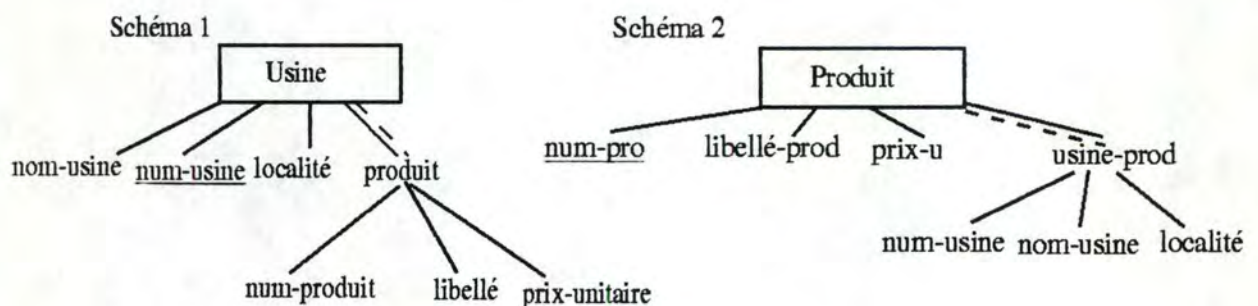 Schéma 1
Usine
nom-usine num-usine localité produit
num-produit libellé prix-unitaire
Schéma 2
Produit
num-pro libellé-prod prix-u usine-prod
num-usine nom-usine localité